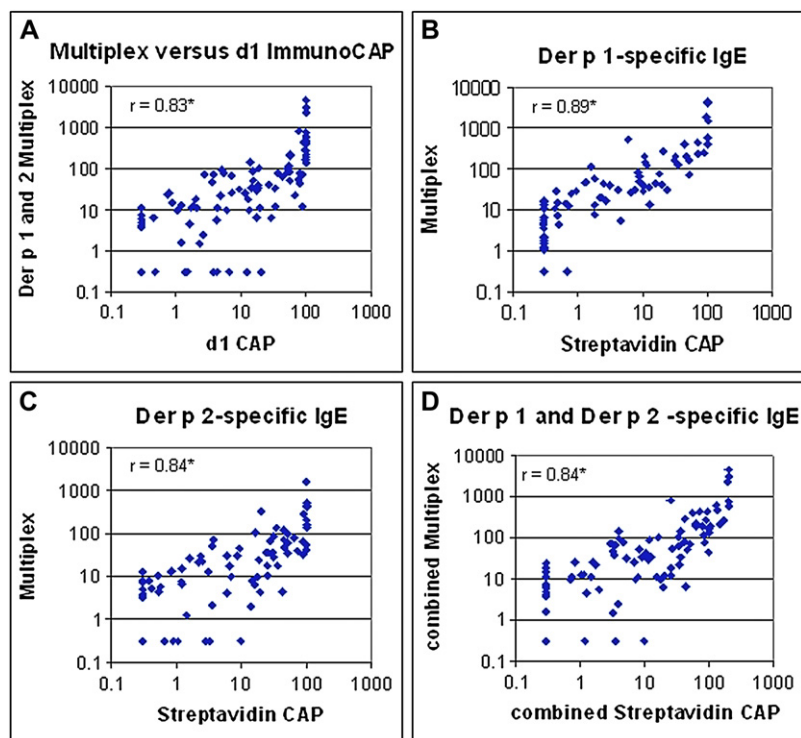 A
Multiplex versus d1 ImmunoCAP
r = 0.83*
Der p 1 and 2 Multiplex
10000
1000
100
10
1
0.1
0.1 1 10 100 1000
d1 CAP
B
Der p 1-specific IgE
r = 0.89*
Multiplex
10000
1000
100
10
1
0.1
0.1 1 10 100 1000
Streptavidin CAP
C
Der p 2-specific IgE
r = 0.84*
Multiplex
10000
1000
100
10
1
0.1
0.1 1 10 100 1000
Streptavidin CAP
D
Der p 1 and Der p 2 -specific IgE
r = 0.84*
combined Multiplex
10000
1000
100
10
1
0.1
0.1 1 10 100 1000
combined Streptavidin CAP